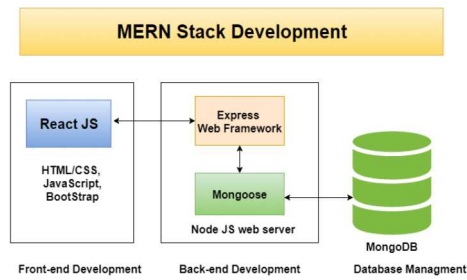 MERN Stack Development
React JS
HTML/CSS,
JavaScript,
BootStrap
Express
Web Framework
Mongoose
Node JS web server
MongoDB
Front-end Development
Back-end Development
Database Managment